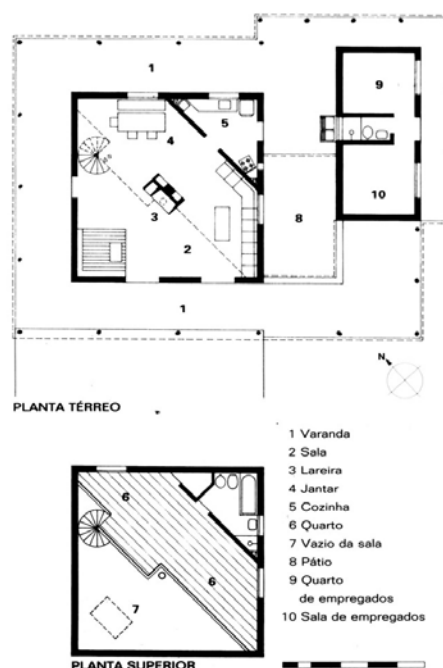 1
9
4
5
3
10
8
2
1
N
PLANTA TÉRREO
1 Varanda
2 Sala
3 Lareira
4 Jantar
5 Cozinha
6 Quarto
7 Vazio da sala
8 Pátio
9 Quarto
de empregados
10 Sala de empregados
6
6
7
PLANTA SUPERIOR